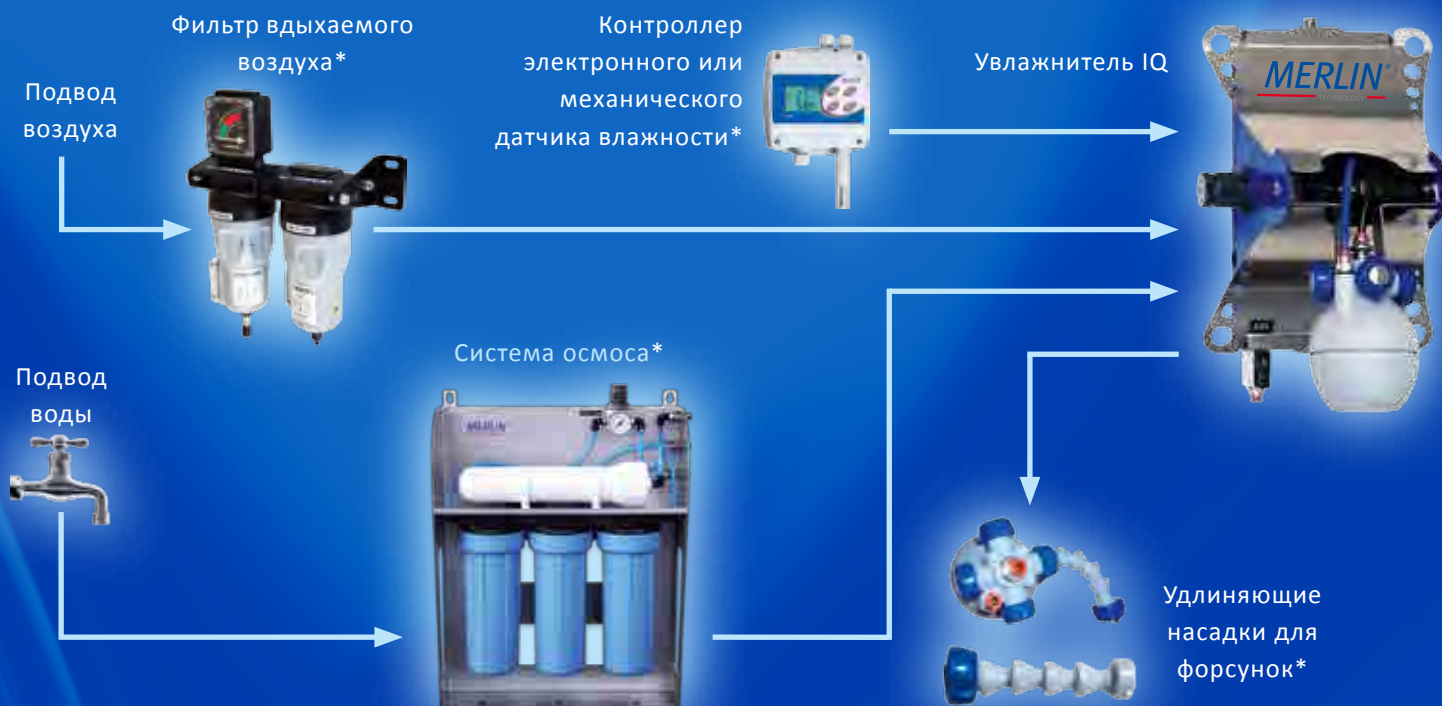 Фильтр вдыхаемого
воздуха*
Контроллер
электронного или
механического
датчика влажности*
Увлажнитель IQ
MERLIN®
TECHNOLOGY
Подвод
воздуха
Система осмоса*
MERLIN
Подвод
воды
Удлиняющие
насадки для
форсунок*